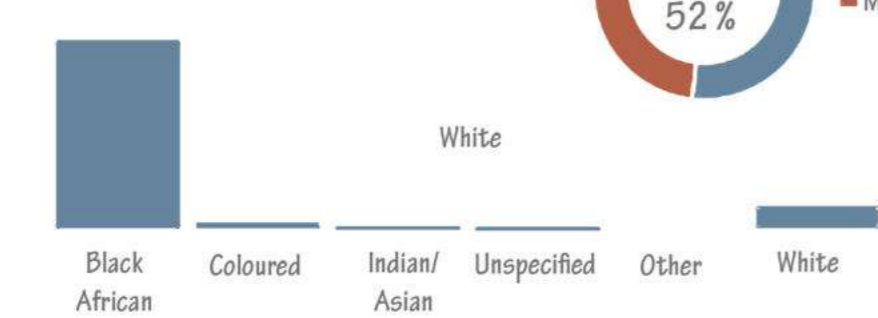 52%
M
White
Black African
Coloured
Indian/ Asian
Unspecified
Other
White